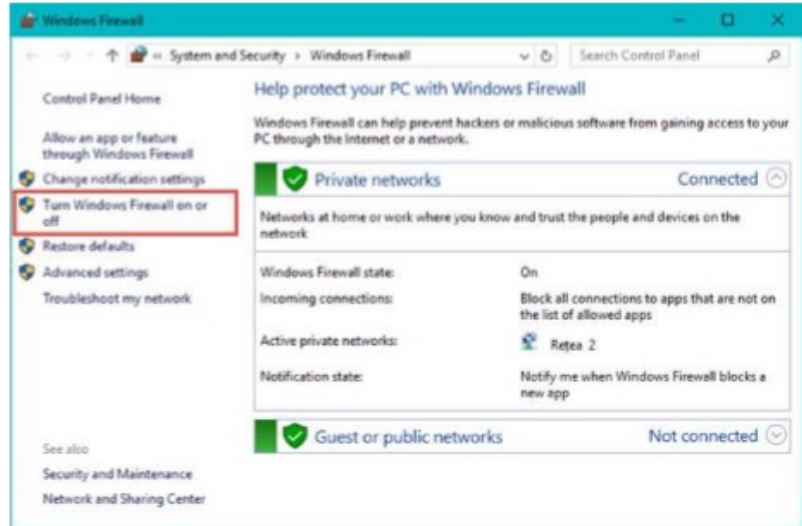 Windows Firewall
« System and Security › Windows Firewall
Search Control Panel
Control Panel Home
Allow an app or feature
through Windows Firewall
Change notification settings
Turn Windows Firewall on or
off
Restore defaults
Advanced settings
Troubleshoot my network
See also
Security and Maintenance
Network and Sharing Center
Help protect your PC with Windows Firewall
Windows Firewall can help prevent hackers or malicious software from gaining access to your
PC through the Internet or a network.
Private networks Connected
Networks at home or work where you know and trust the people and devices on the
network
Windows Firewall state: On
Incoming connections: Block all connections to apps that are not on
the list of allowed apps
Active private networks: Rețea 2
Notification state: Notify me when Windows Firewall blocks a
new app
Guest or public networks Not connected